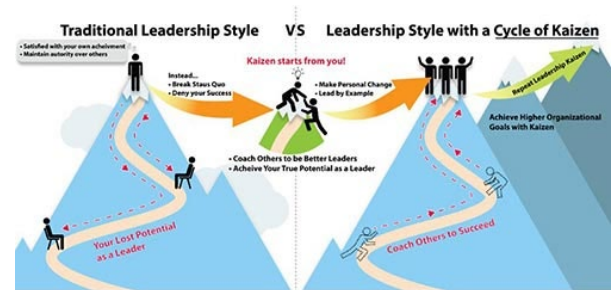 Traditional Leadership Style
VS
Leadership Style with a Cycle of Kaizen
• Satisfied with your own acheivment
• Maintain autority over others
Instead...
• Break Staus Quo
• Deny your Success
Kaizen starts from you!
• Make Personal Change
• Lead by Example
Repeat Leadership Kaizen
Achieve Higher Organizational
Goals with Kaizen
• Coach Others to be Better Leaders
• Acheive Your True Potential as a Leader
Your Lost Potential
as a Leader
Coach Others to Succeed